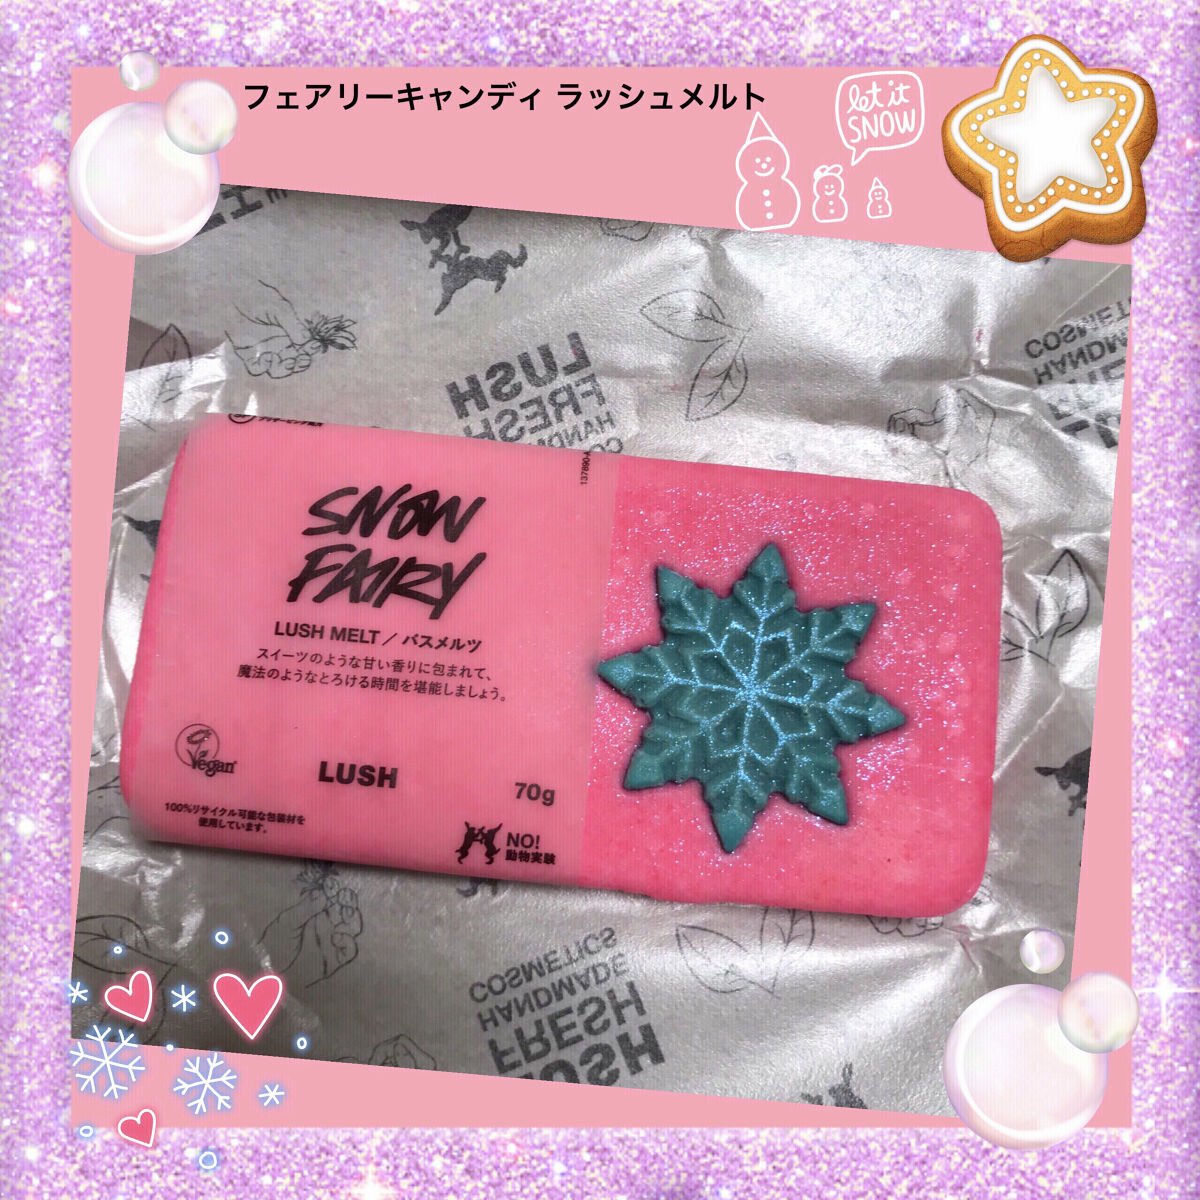 フェアリーキャンディ ラッシュメルト
let it
SNOW
LUSH
FRESH
HANDMADE
COSMETICS
HANDM
137890
SNOW
FAIRY
LUSH MELT／バスメルツ
スイーツのような甘い香りに包まれて、
魔法のようなとろける時間を堪能しましょう。
Vegan
LUSH
70g
100%リサイクル可能な包装材を
使用しています。
NO!
動物実験
COSMETICS
HANDMADE
FRESH
LUSH